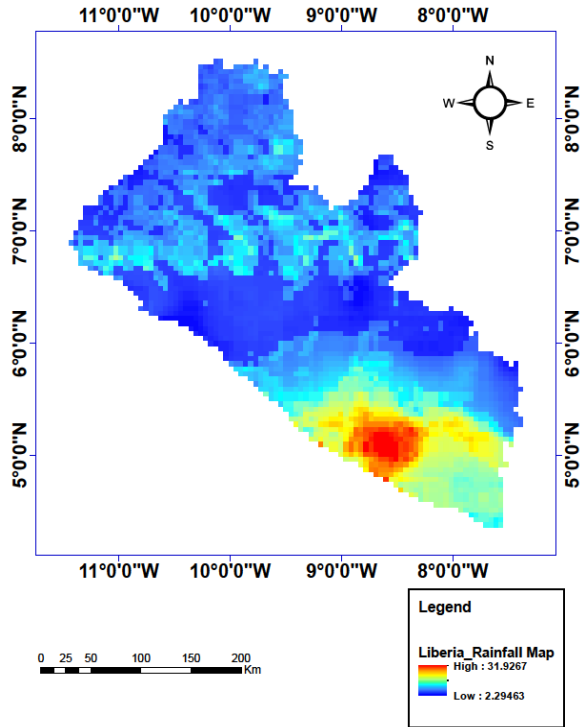 11°0'0"W 10°0'0"W 9°0'0"W 8°0'0"W
N
W E
S
8°0'0"N 8°0'0"N
7°0'0"N 7°0'0"N
6°0'0"N 6°0'0"N
5°0'0"N 5°0'0"N
11°0'0"W 10°0'0"W 9°0'0"W 8°0'0"W
Legend
Liberia_Rainfall Map
High : 31.9267
Low : 2.29463
0 25 50 100 150 200
Km